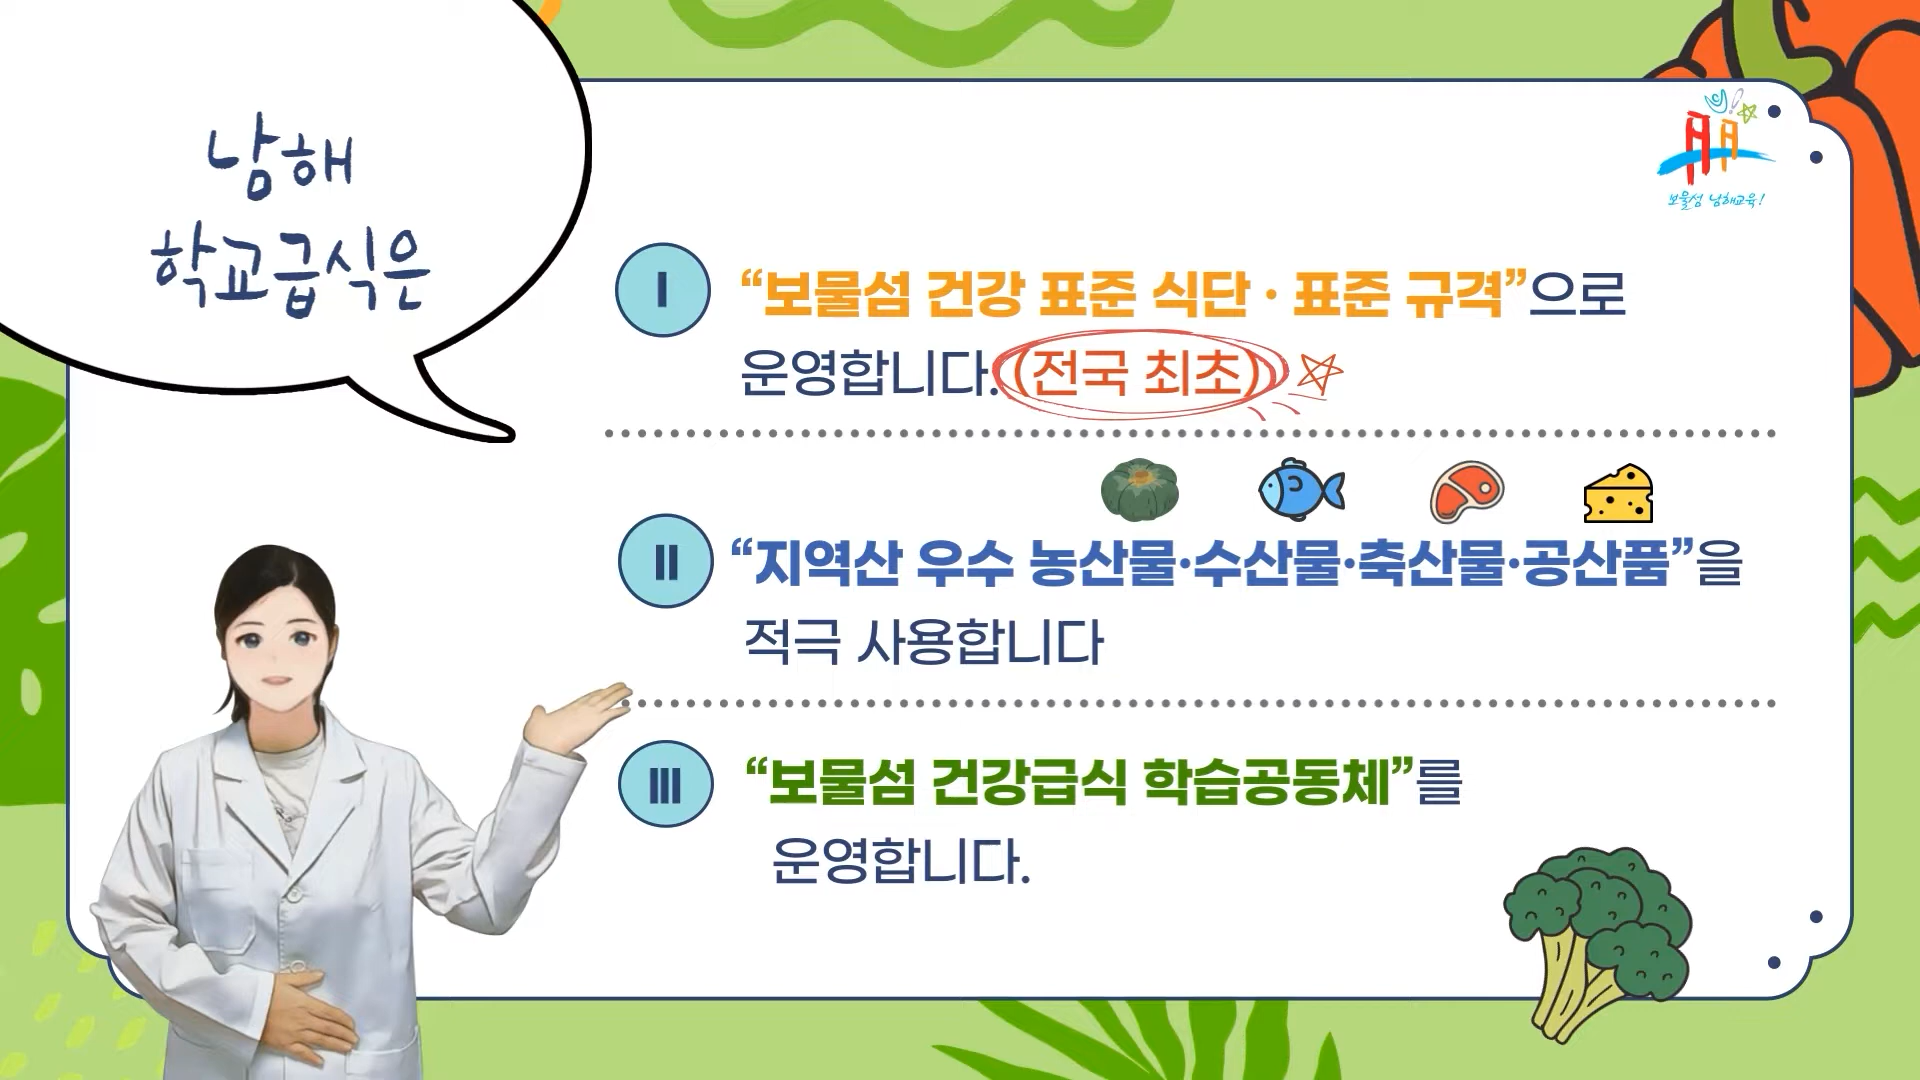 남해
학교급식은
보물섬 남해교육!
I
“보물섬 건강 표준 식단 · 표준 규격”으로
운영합니다.(전국 최초)
II
“지역산 우수 농산물·수산물·축산물·공산품”을
적극 사용합니다
III
“보물섬 건강급식 학습공동체”를
운영합니다.